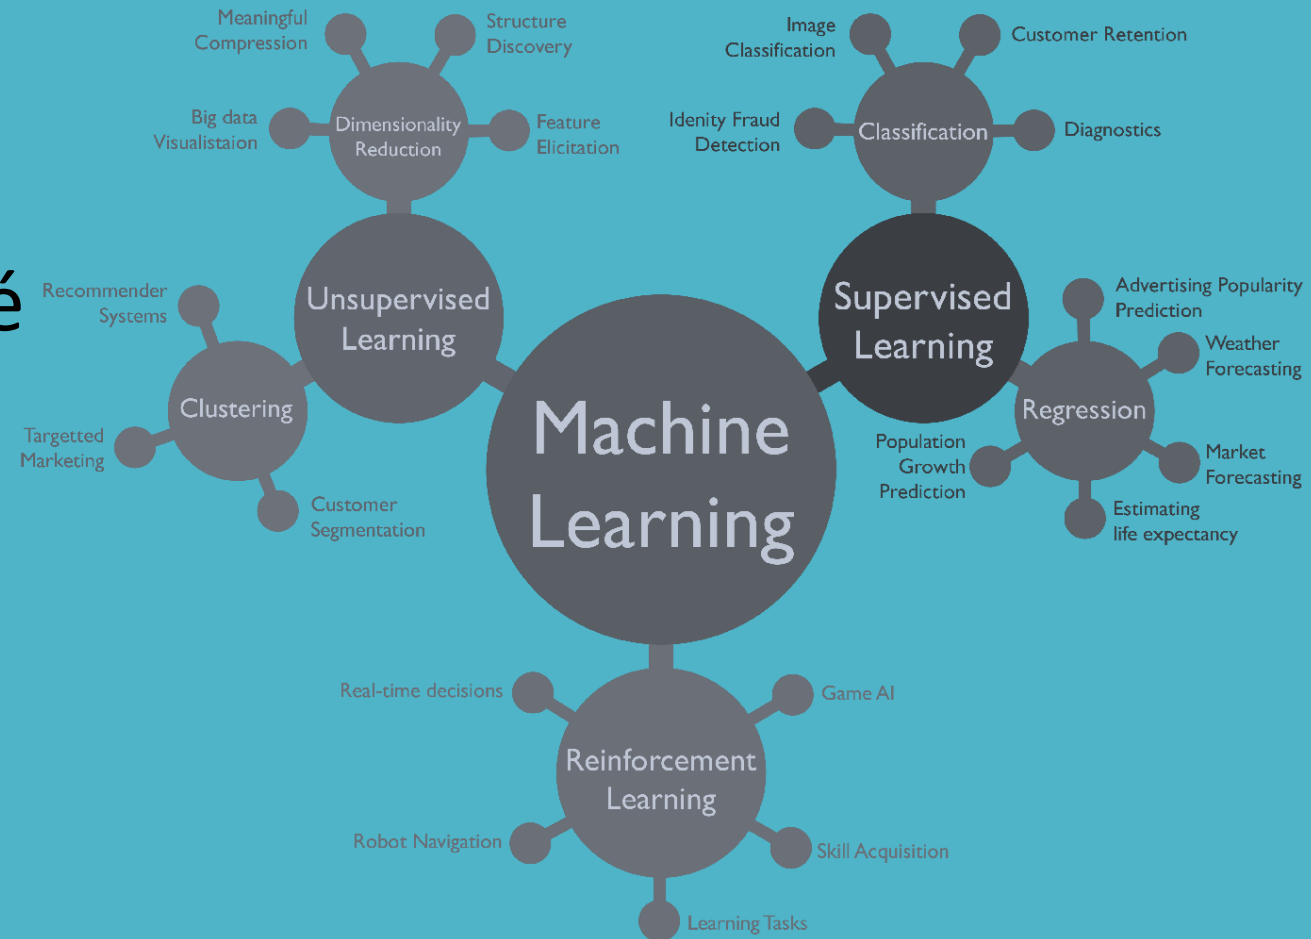 é
Machine
Learning
Unsupervised
Learning
Dimensionality
Reduction
Meaningful
Compression
Structure
Discovery
Big data
Visualistaion
Feature
Elicitation
Clustering
Recommender
Systems
Targetted
Marketing
Customer
Segmentation
Supervised
Learning
Classification
Image
Classification
Customer Retention
Idenity Fraud
Detection
Diagnostics
Regression
Advertising Popularity
Prediction
Weather
Forecasting
Population
Growth
Prediction
Market
Forecasting
Estimating
life expectancy
Reinforcement
Learning
Real-time decisions
Game AI
Robot Navigation
Skill Acquisition
Learning Tasks